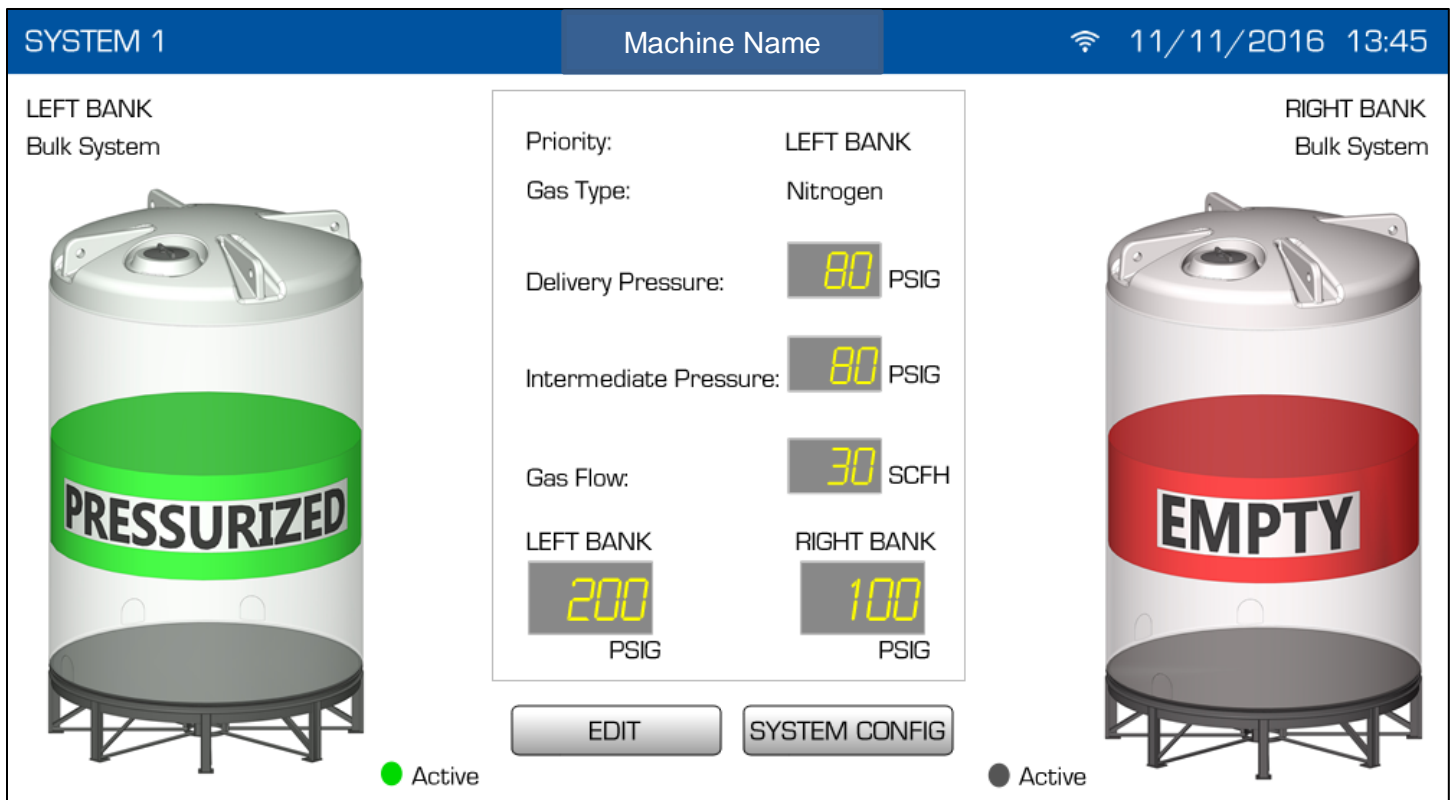 SYSTEM 1
Machine Name
11/11/2016 13:45
LEFT BANK
Bulk System
PRESSURIZED
Active
Priority: LEFT BANK
Gas Type: Nitrogen
Delivery Pressure: 80 PSIG
Intermediate Pressure: 80 PSIG
Gas Flow: 30 SCFH
LEFT BANK
200
PSIG
RIGHT BANK
100
PSIG
EDIT
SYSTEM CONFIG
RIGHT BANK
Bulk System
EMPTY
Active